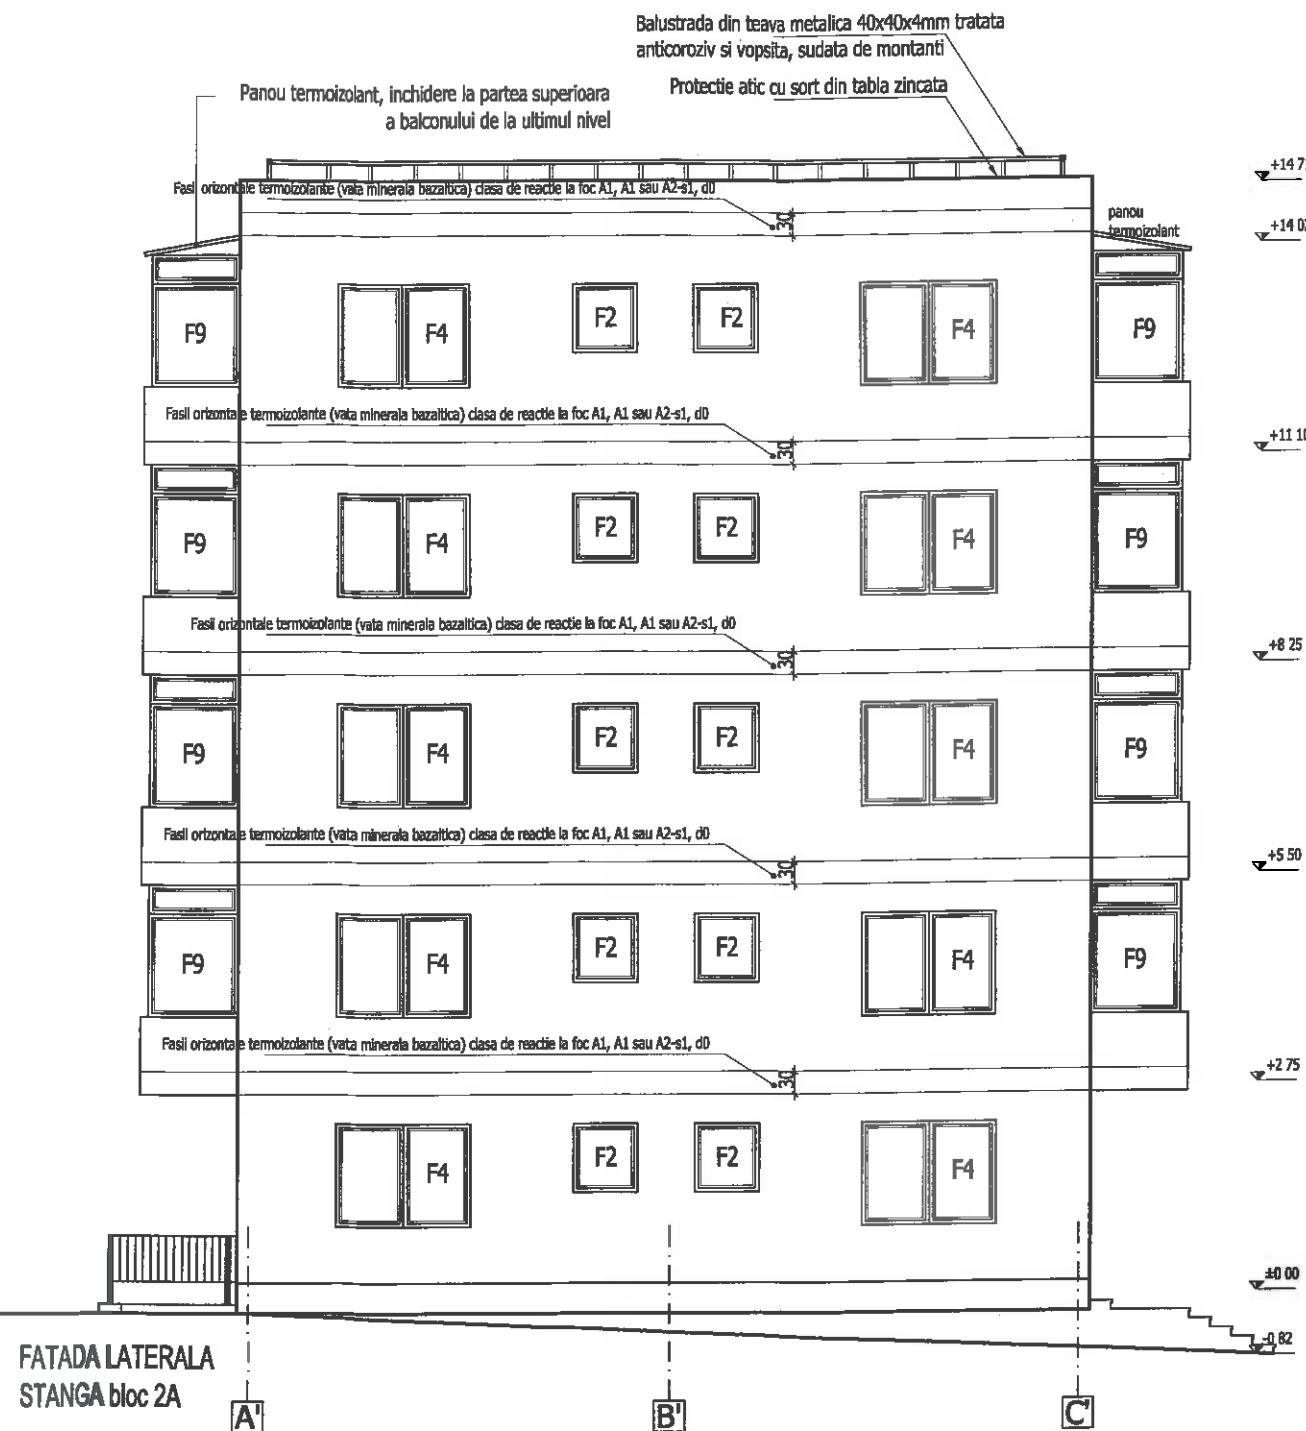 Balustrada din teava metalica 40x40x4mm tratata
anticoroziv si vopsita, sudata de montanti
Protectie atic cu sort din tabla zincata
Panou termoizolant, inchidere la partea superioara
a balconului de la ultimul nivel
Fasii orizontale termoizolante (vata minerala bazaltica) clasa de reactie la foc A1, A1 sau A2-s1, d0
30
panou
termoizolant
+14 02
F9 F4 F2 F2 F4 F9
Fasii orizontale termoizolante (vata minerala bazaltica) clasa de reactie la foc A1, A1 sau A2-s1, d0
30
+11 10
F9 F4 F2 F2 F4 F9
Fasii orizontale termoizolante (vata minerala bazaltica) clasa de reactie la foc A1, A1 sau A2-s1, d0
30
+8 25
F9 F4 F2 F2 F4 F9
Fasii orizontale termoizolante (vata minerala bazaltica) clasa de reactie la foc A1, A1 sau A2-s1, d0
30
+5 50
F9 F4 F2 F2 F4 F9
Fasii orizontale termoizolante (vata minerala bazaltica) clasa de reactie la foc A1, A1 sau A2-s1, d0
30
+2 75
F4 F2 F2 F4
±0 00
-0 82
FATADA LATERALA
STANGA bloc 2A
A' B' C'